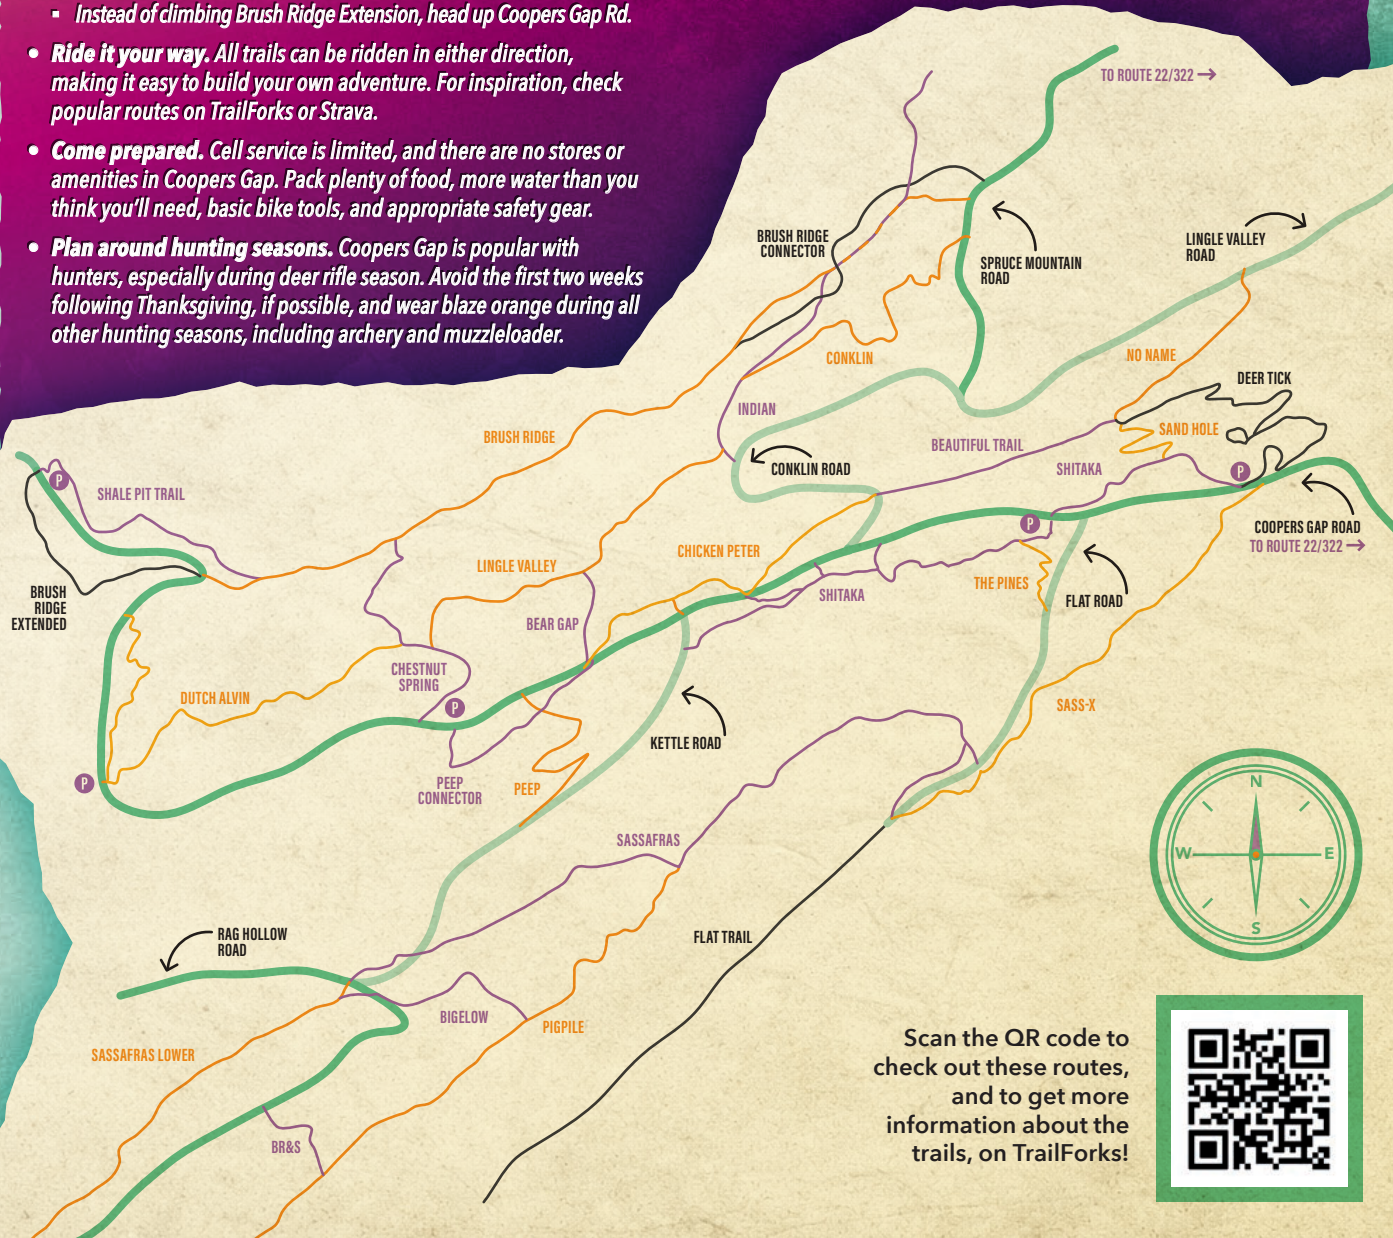 ▪ Instead of climbing Brush Ridge Extension, head up Coopers Gap Rd.
• Ride it your way. All trails can be ridden in either direction,
making it easy to build your own adventure. For inspiration, check
popular routes on TrailForks or Strava.
• Come prepared. Cell service is limited, and there are no stores or
amenities in Coopers Gap. Pack plenty of food, more water than you
think you’ll need, basic bike tools, and appropriate safety gear.
• Plan around hunting seasons. Coopers Gap is popular with
hunters, especially during deer rifle season. Avoid the first two weeks
following Thanksgiving, if possible, and wear blaze orange during all
other hunting seasons, including archery and muzzleloader.
TO ROUTE 22/322 →
BRUSH RIDGE
CONNECTOR
SPRUCE MOUNTAIN
ROAD
LINGLE VALLEY
ROAD
CONKLIN
NO NAME
DEER TICK
INDIAN
BRUSH RIDGE
BEAUTIFUL TRAIL
SAND HOLE
CONKLIN ROAD
SHITAKA
P
P
SHALE PIT TRAIL
P
COOPERS GAP ROAD
TO ROUTE 22/322 →
CHICKEN PETER
LINGLE VALLEY
THE PINES
SHITAKA
FLAT ROAD
BRUSH
RIDGE
EXTENDED
BEAR GAP
CHESTNUT
SPRING
DUTCH ALVIN
P
SASS-X
KETTLE ROAD
P
PEEP
CONNECTOR
PEEP
SASSAFRAS
N
W
E
S
RAG HOLLOW
ROAD
FLAT TRAIL
BIGELOW
PIGPILE
SASSAFRAS LOWER
BR&S
Scan the QR code to
check out these routes,
and to get more
information about the
trails, on TrailForks!